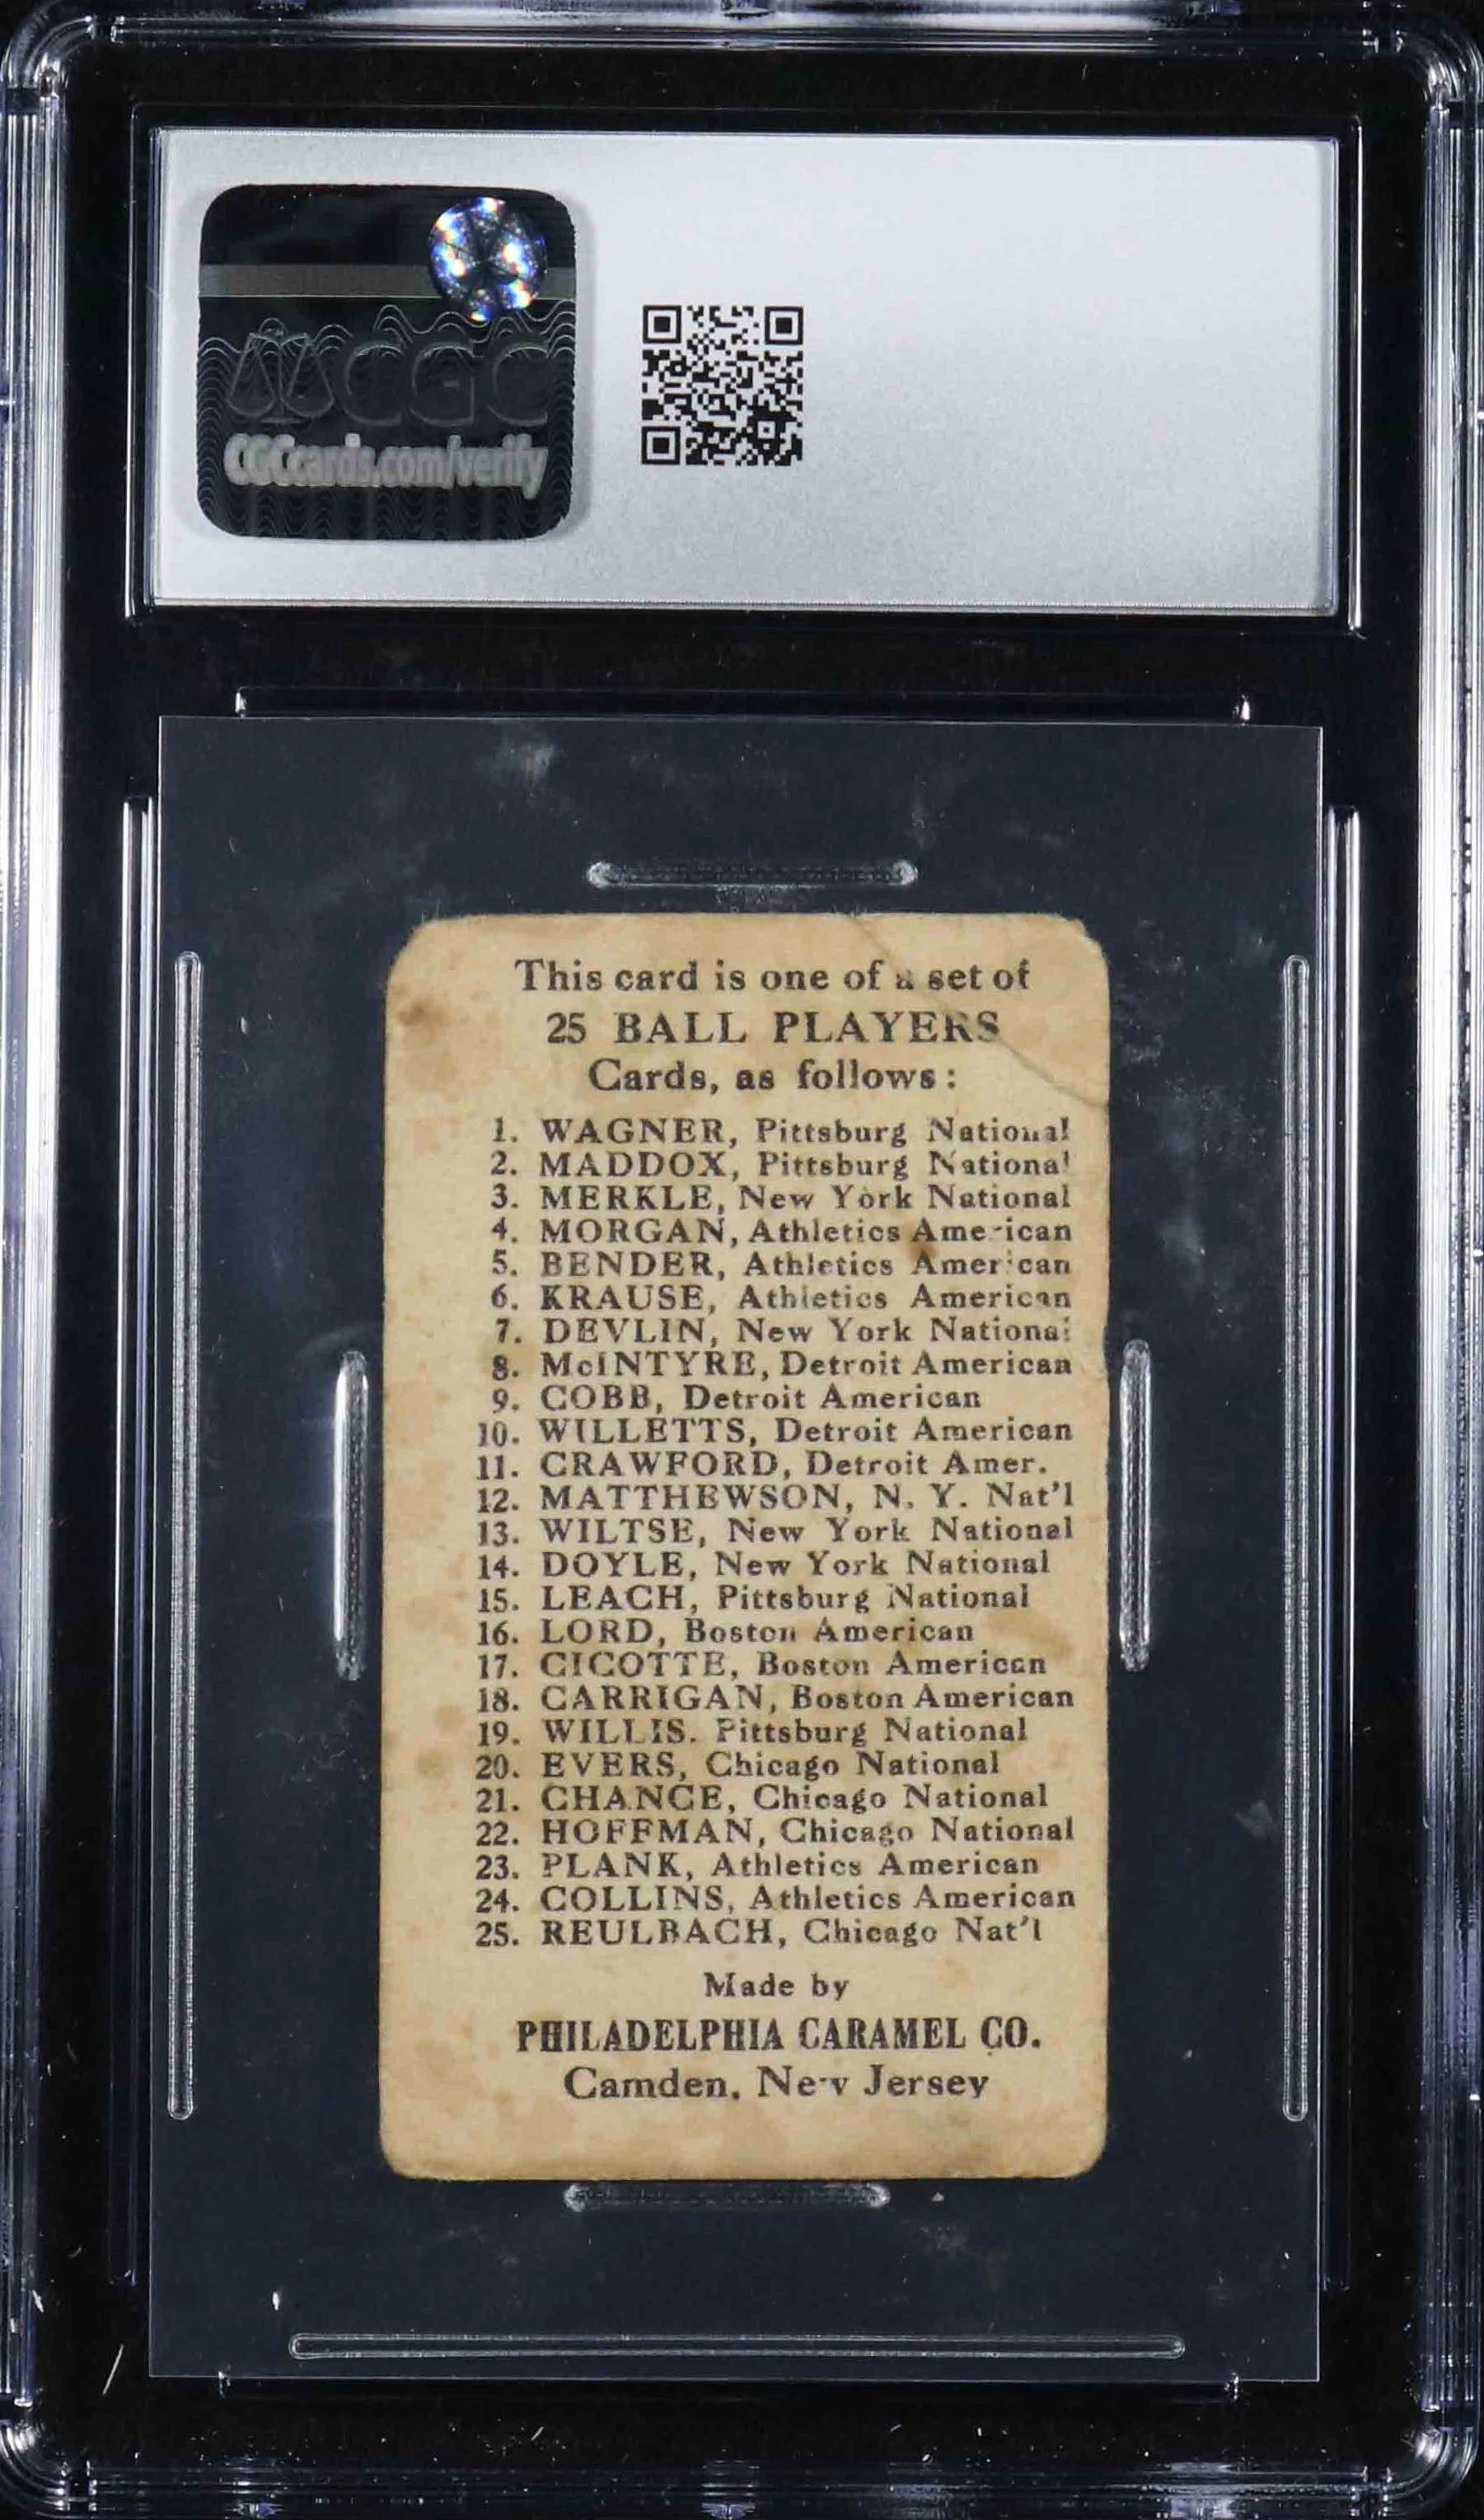 CGC
CGCcards.com/verify
This card is one of a set of
25 BALL PLAYERS
Cards, as follows:
1. WAGNER, Pittsburg National
2. MADDOX, Pittsburg National
3. MERKLE, New York National
4. MORGAN, Athletics American
5. BENDER, Athletics American
6. KRAUSE, Athletics American
7. DEVLIN, New York National
8. McINTYRE, Detroit American
9. COBB, Detroit American
10. WILLETTS, Detroit American
11. CRAWFORD, Detroit Amer.
12. MATTHEWSON, N. Y. Nat'l
13. WILTSE, New York National
14. DOYLE, New York National
15. LEACH, Pittsburg National
16. LORD, Boston American
17. CICOTTE, Boston American
18. CARRIGAN, Boston American
19. WILLIS. Pittsburg National
20. EVERS, Chicago National
21. CHANCE, Chicago National
22. HOFFMAN, Chicago National
23. PLANK, Athletics American
24. COLLINS, Athletics American
25. REULBACH, Chicago Nat'l
Made by
PHILADELPHIA CARAMEL CO.
Camden, New Jersey